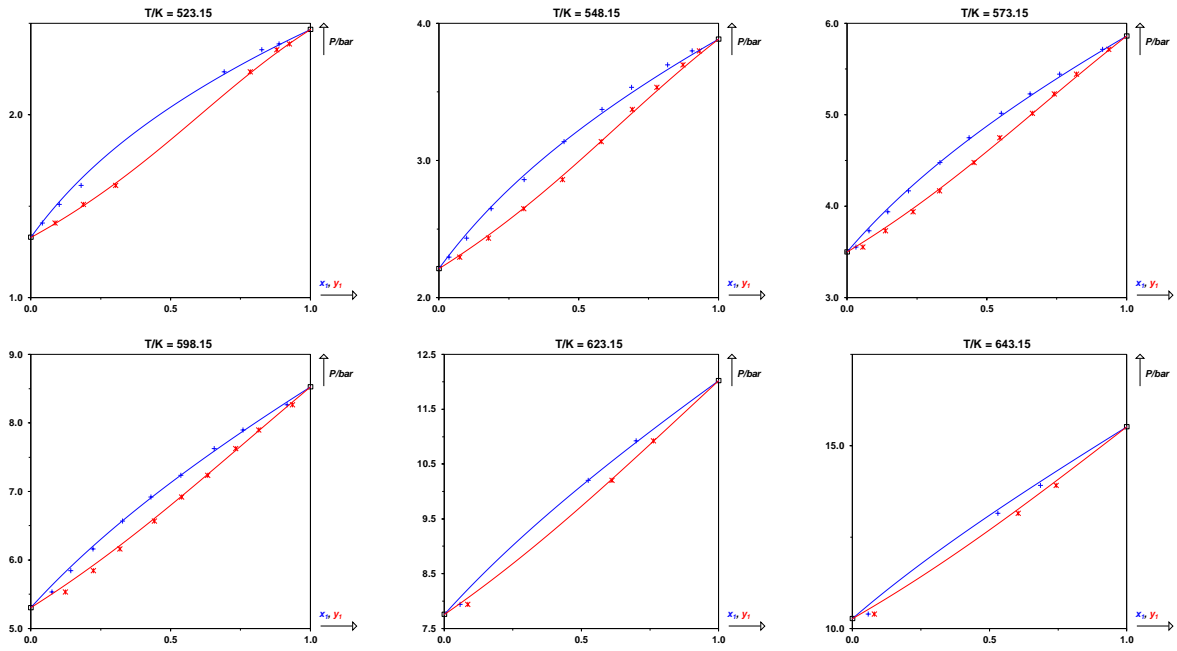 T/K = 523.15
P/bar
2.0
1.0
x₁, y₁
0.0
0.5
1.0
T/K = 548.15
4.0
P/bar
3.0
2.0
x₁, y₁
0.0
0.5
1.0
T/K = 573.15
6.0
P/bar
5.0
4.0
3.0
x₁, y₁
0.0
0.5
1.0
T/K = 598.15
9.0
P/bar
8.0
7.0
6.0
5.0
x₁, y₁
0.0
0.5
1.0
T/K = 623.15
12.5
P/bar
11.5
10.5
9.5
8.5
7.5
x₁, y₁
0.0
0.5
1.0
T/K = 643.15
P/bar
15.0
10.0
x₁, y₁
0.0
0.5
1.0